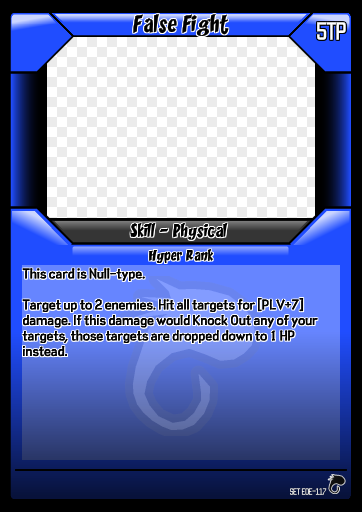 False Fight
5TP
Skill - Physical
Hyper Rank
This card is Null-type.
Target up to 2 enemies. Hit all targets for [PLV+7]
damage. If this damage would Knock Out any of your
targets, those targets are dropped down to 1 HP
instead.
SET EOE-117